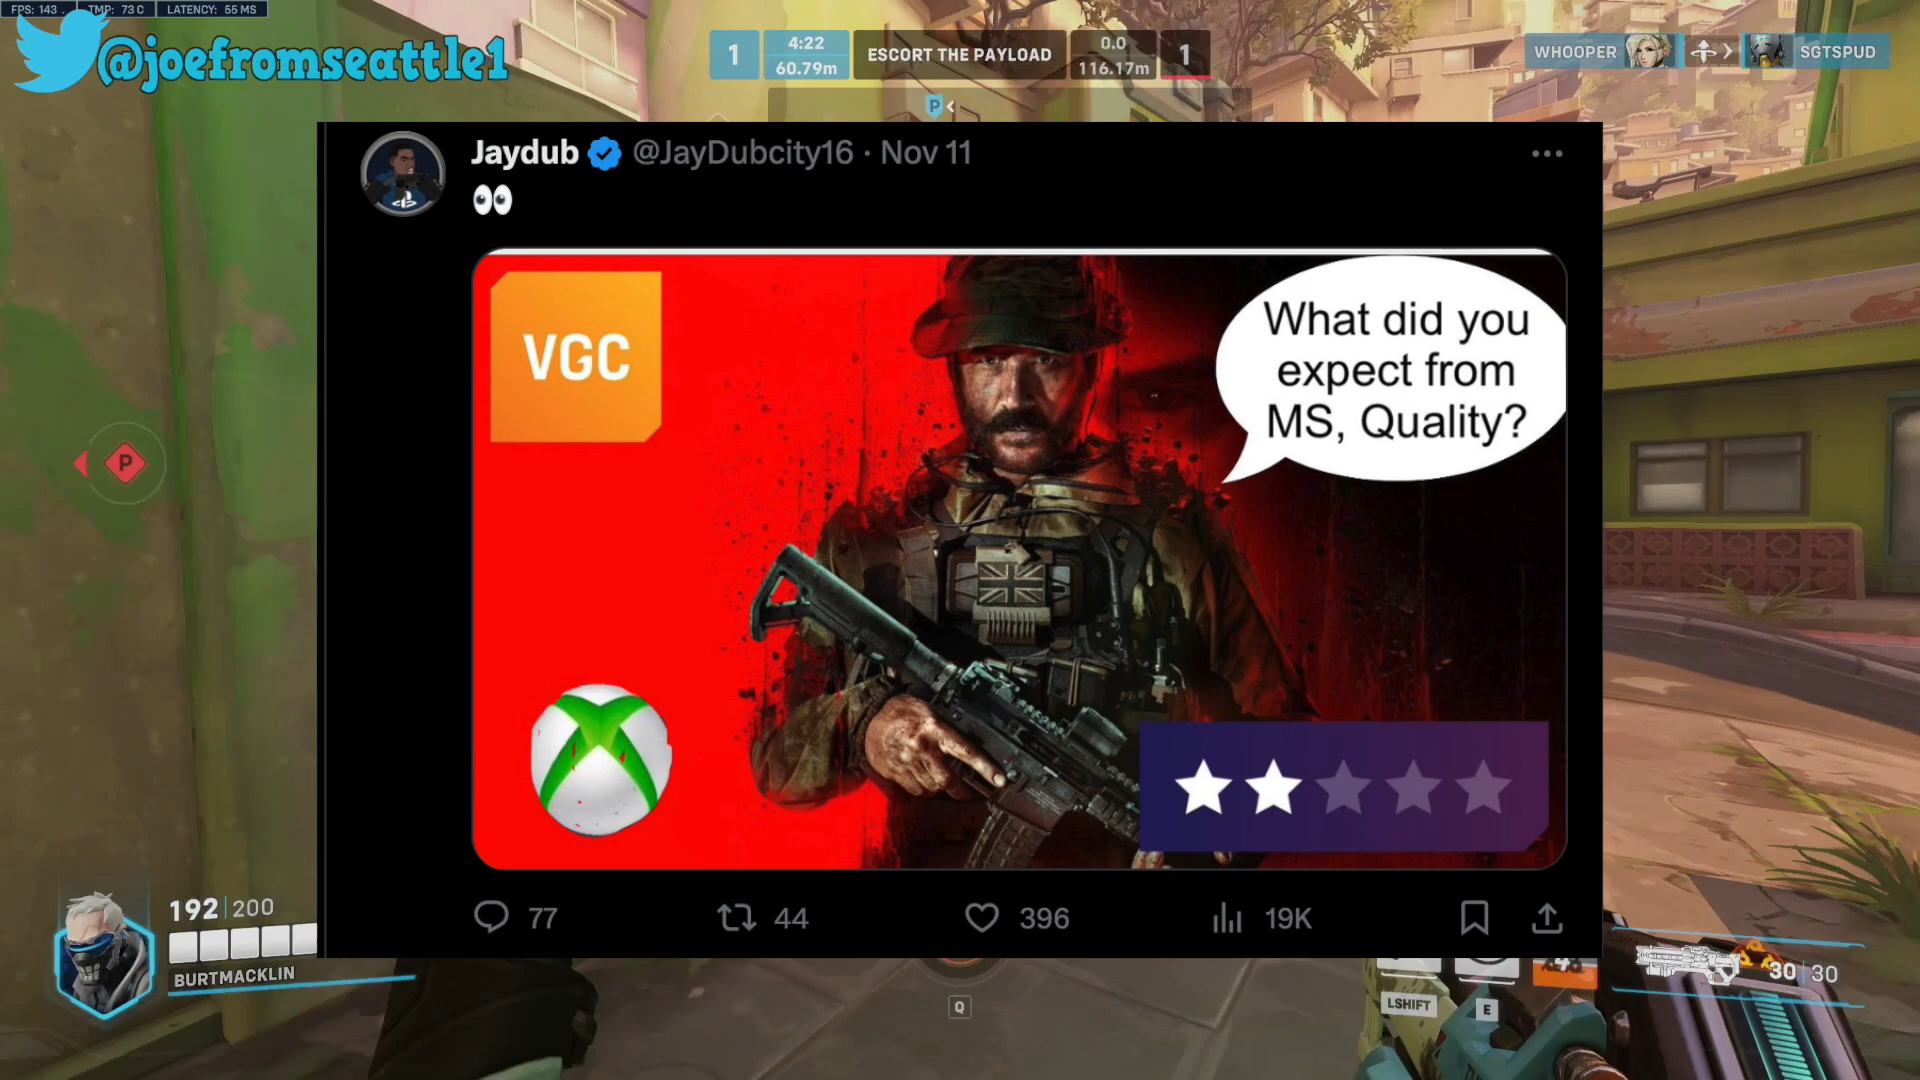 FPS: 143 TMP: 73 C LATENCY: 55 MS
@joefromseattle1
1 4:22 ESCORT THE PAYLOAD 0.0 1
60.79m 116.17m
WHOOPER SGTSPUD
P
Jaydub @JayDubcity16 · Nov 11
VGC
What did you
expect from
MS, Quality?
P
77 44 396 19K
192 200
BURTMACKLIN
30 30
LSHIFT E
Q